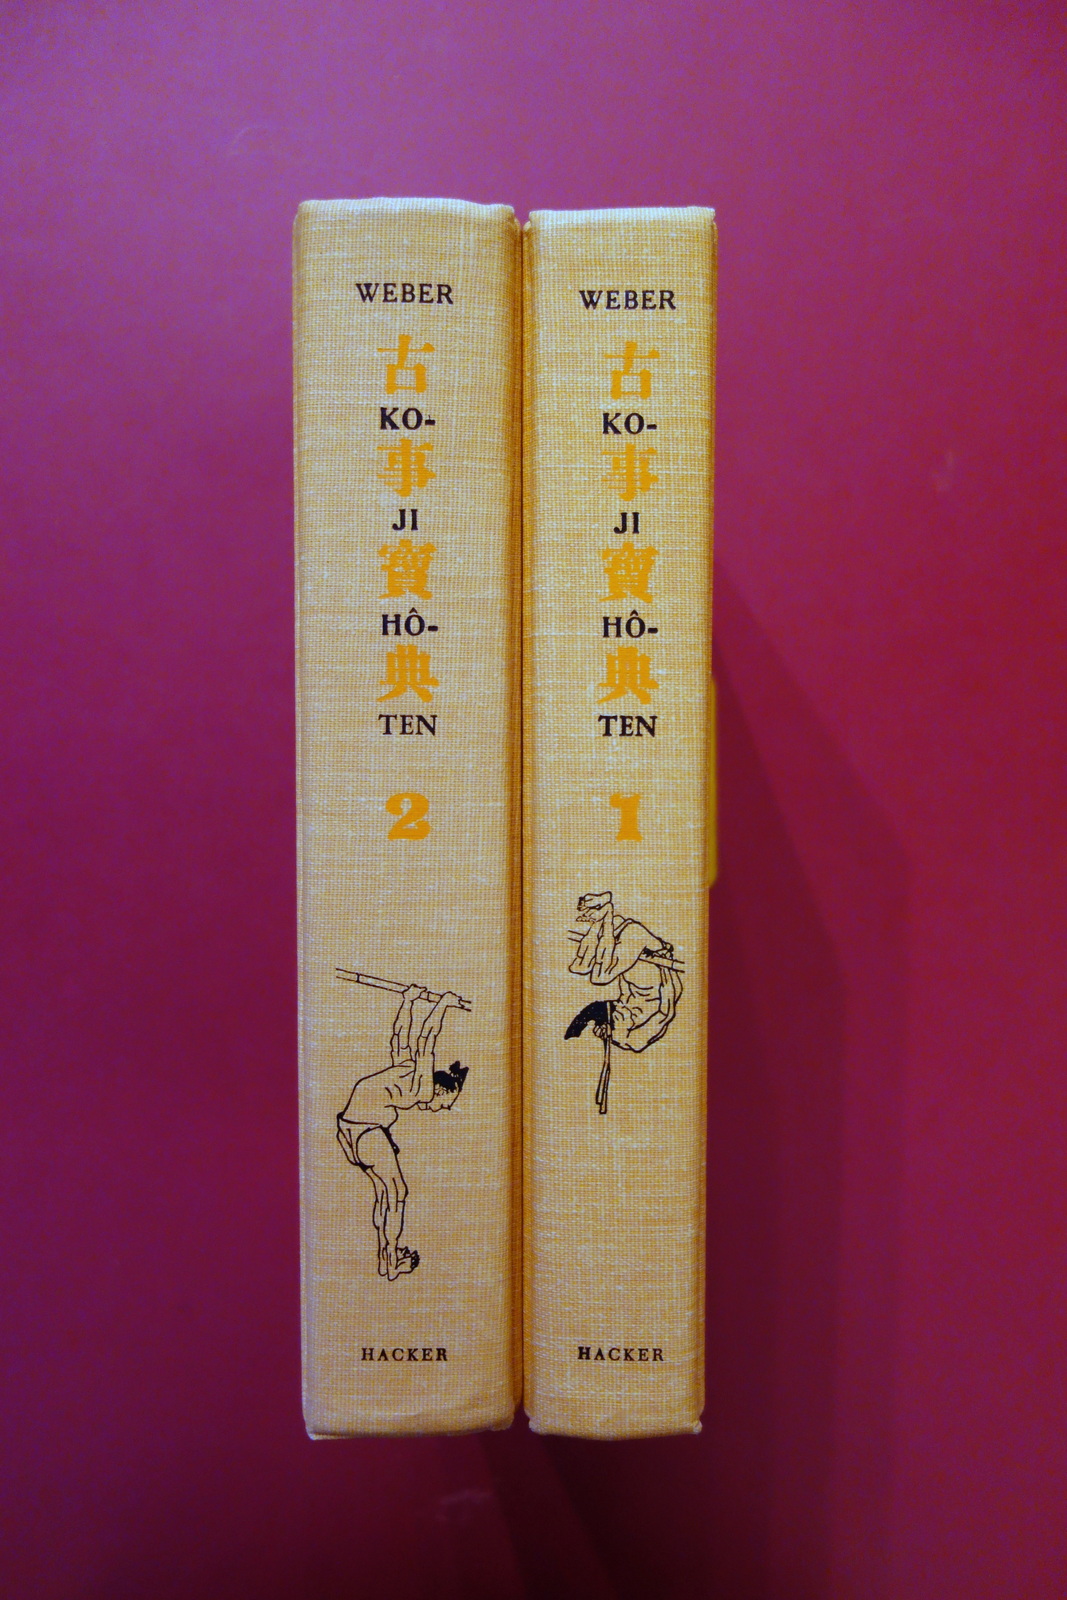 WEBER
古
KO-
事
JI
寶
HÔ-
典
TEN
2
HACKER
WEBER
古
KO-
事
JI
寶
HÔ-
典
TEN
1
HACKER